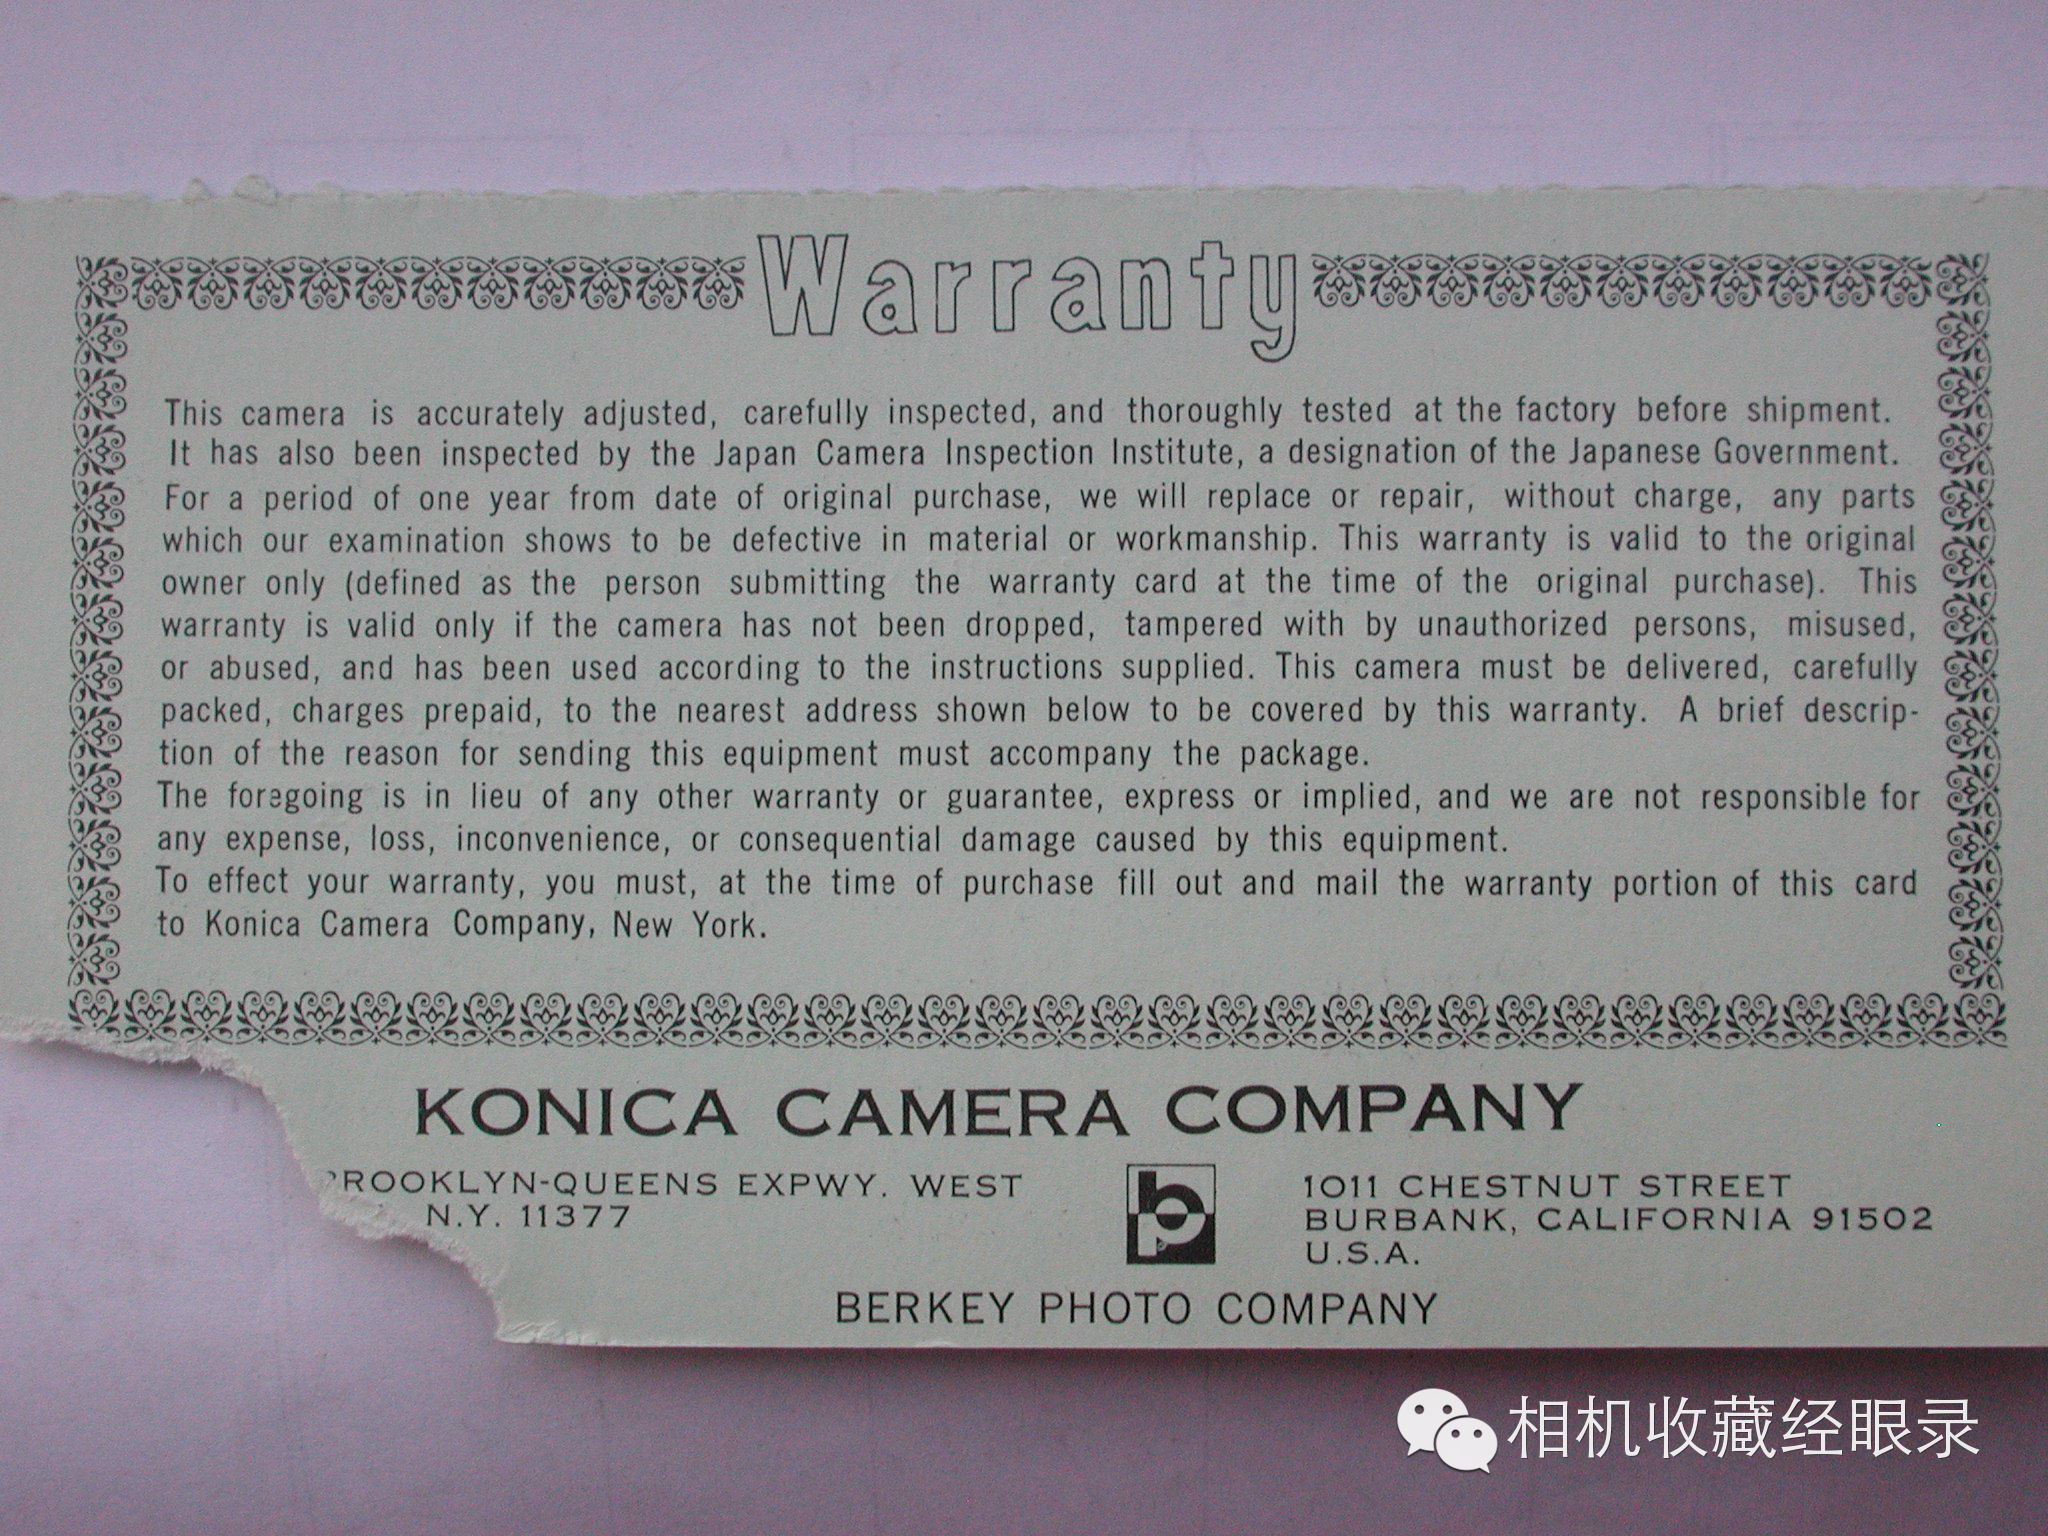 Warranty
This camera is accurately adjusted, carefully inspected, and thoroughly tested at the factory before shipment.
It has also been inspected by the Japan Camera Inspection Institute, a designation of the Japanese Government.
For a period of one year from date of original purchase, we will replace or repair, without charge, any parts
which our examination shows to be defective in material or workmanship. This warranty is valid to the original
owner only (defined as the person submitting the warranty card at the time of the original purchase). This
warranty is valid only if the camera has not been dropped, tampered with by unauthorized persons, misused,
or abused, and has been used according to the instructions supplied. This camera must be delivered, carefully
packed, charges prepaid, to the nearest address shown below to be covered by this warranty. A brief descrip-
tion of the reason for sending this equipment must accompany the package.
The foregoing is in lieu of any other warranty or guarantee, express or implied, and we are not responsible for
any expense, loss, inconvenience, or consequential damage caused by this equipment.
To effect your warranty, you must, at the time of purchase fill out and mail the warranty portion of this card
to Konica Camera Company, New York.
KONICA CAMERA COMPANY
BROOKLYN-QUEENS EXPWY. WEST
N.Y. 11377
bp
1011 CHESTNUT STREET
BURBANK, CALIFORNIA 91502
U.S.A.
BERKEY PHOTO COMPANY
相机收藏经眼录